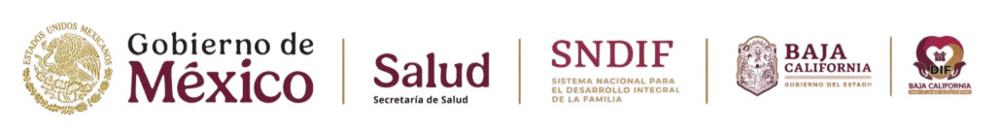 ESTADOS UNIDOS MEXICANOS
Gobierno de
México
Salud
Secretaría de Salud
SNDIF
SISTEMA NACIONAL PARA
EL DESARROLLO INTEGRAL
DE LA FAMILIA
BAJA
CALIFORNIA
GOBIERNO DEL ESTADO
DIF
BAJA CALIFORNIA